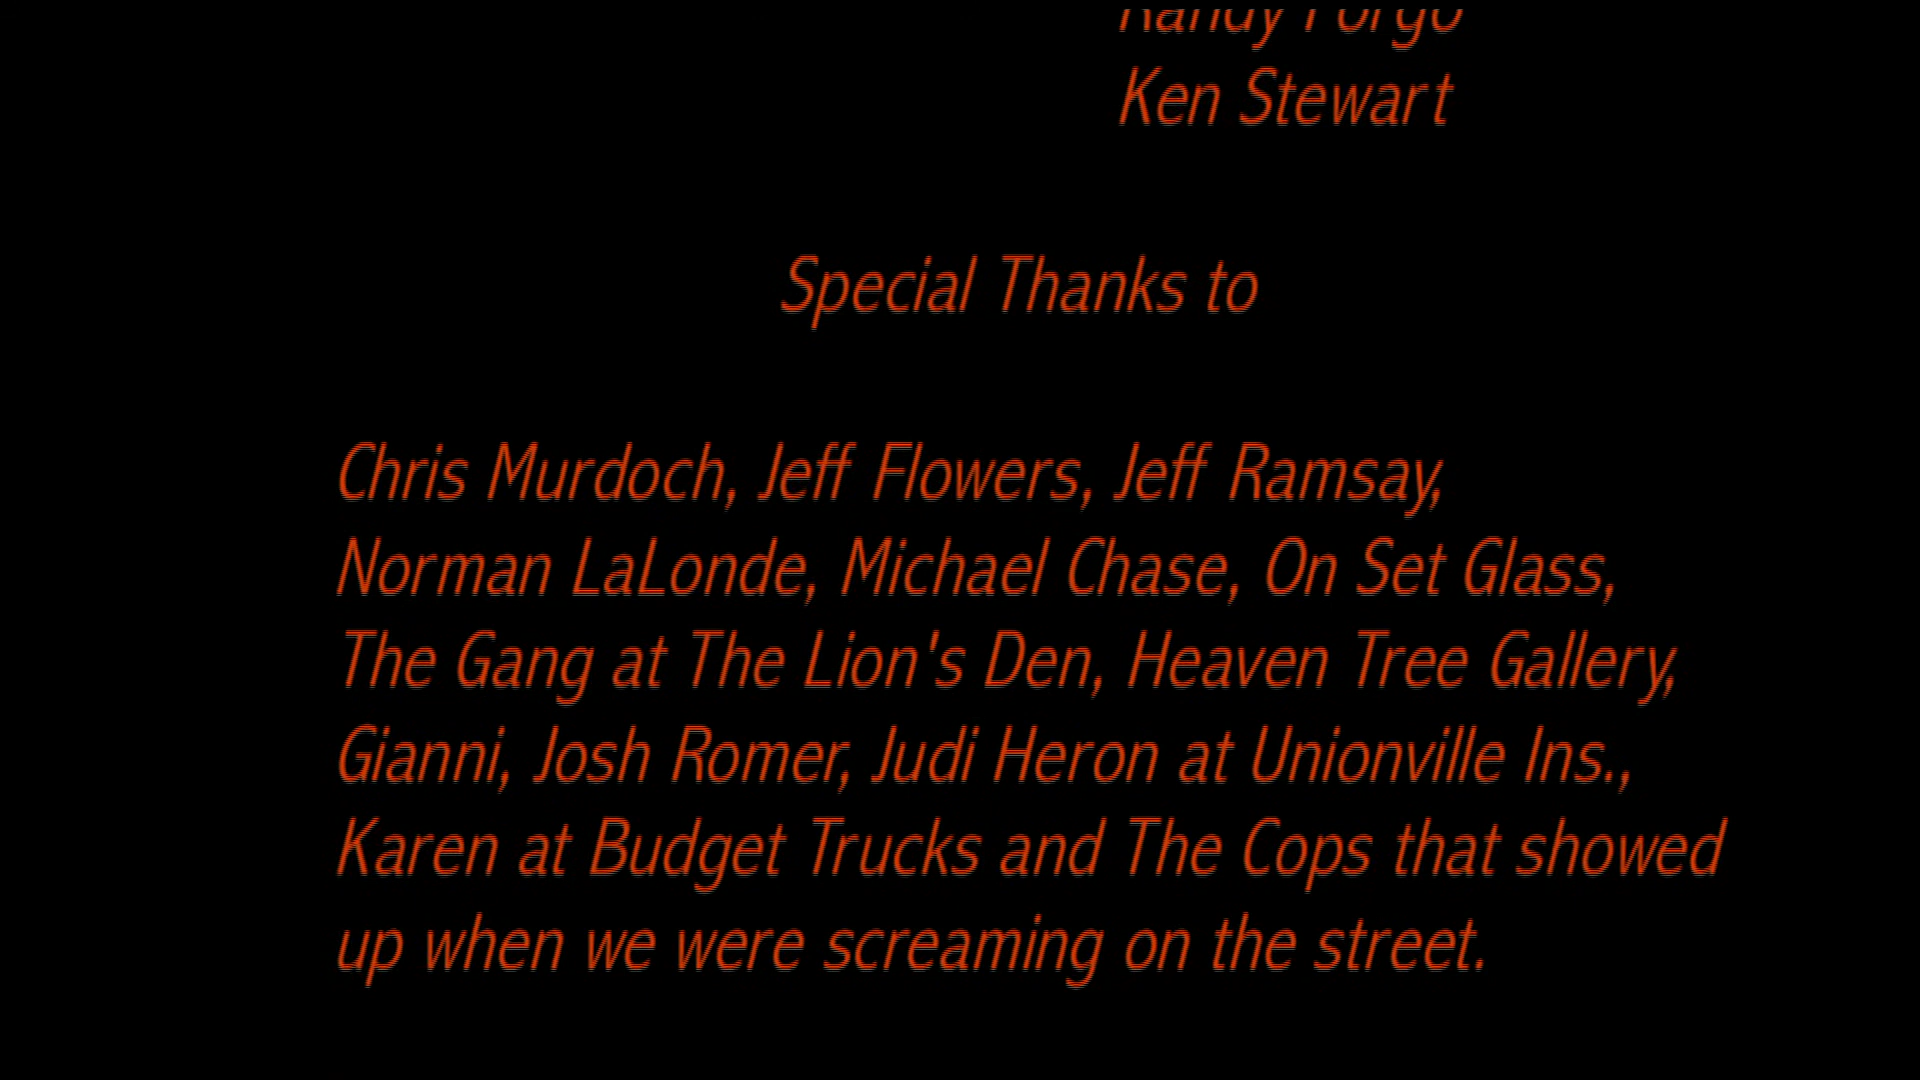 Ken Stewart
Special Thanks to
Chris Murdoch, Jeff Flowers, Jeff Ramsay,
Norman LaLonde, Michael Chase, On Set Glass,
The Gang at The Lion's Den, Heaven Tree Gallery,
Gianni, Josh Romer, Judi Heron at Unionville Ins.,
Karen at Budget Trucks and The Cops that showed
up when we were screaming on the street.